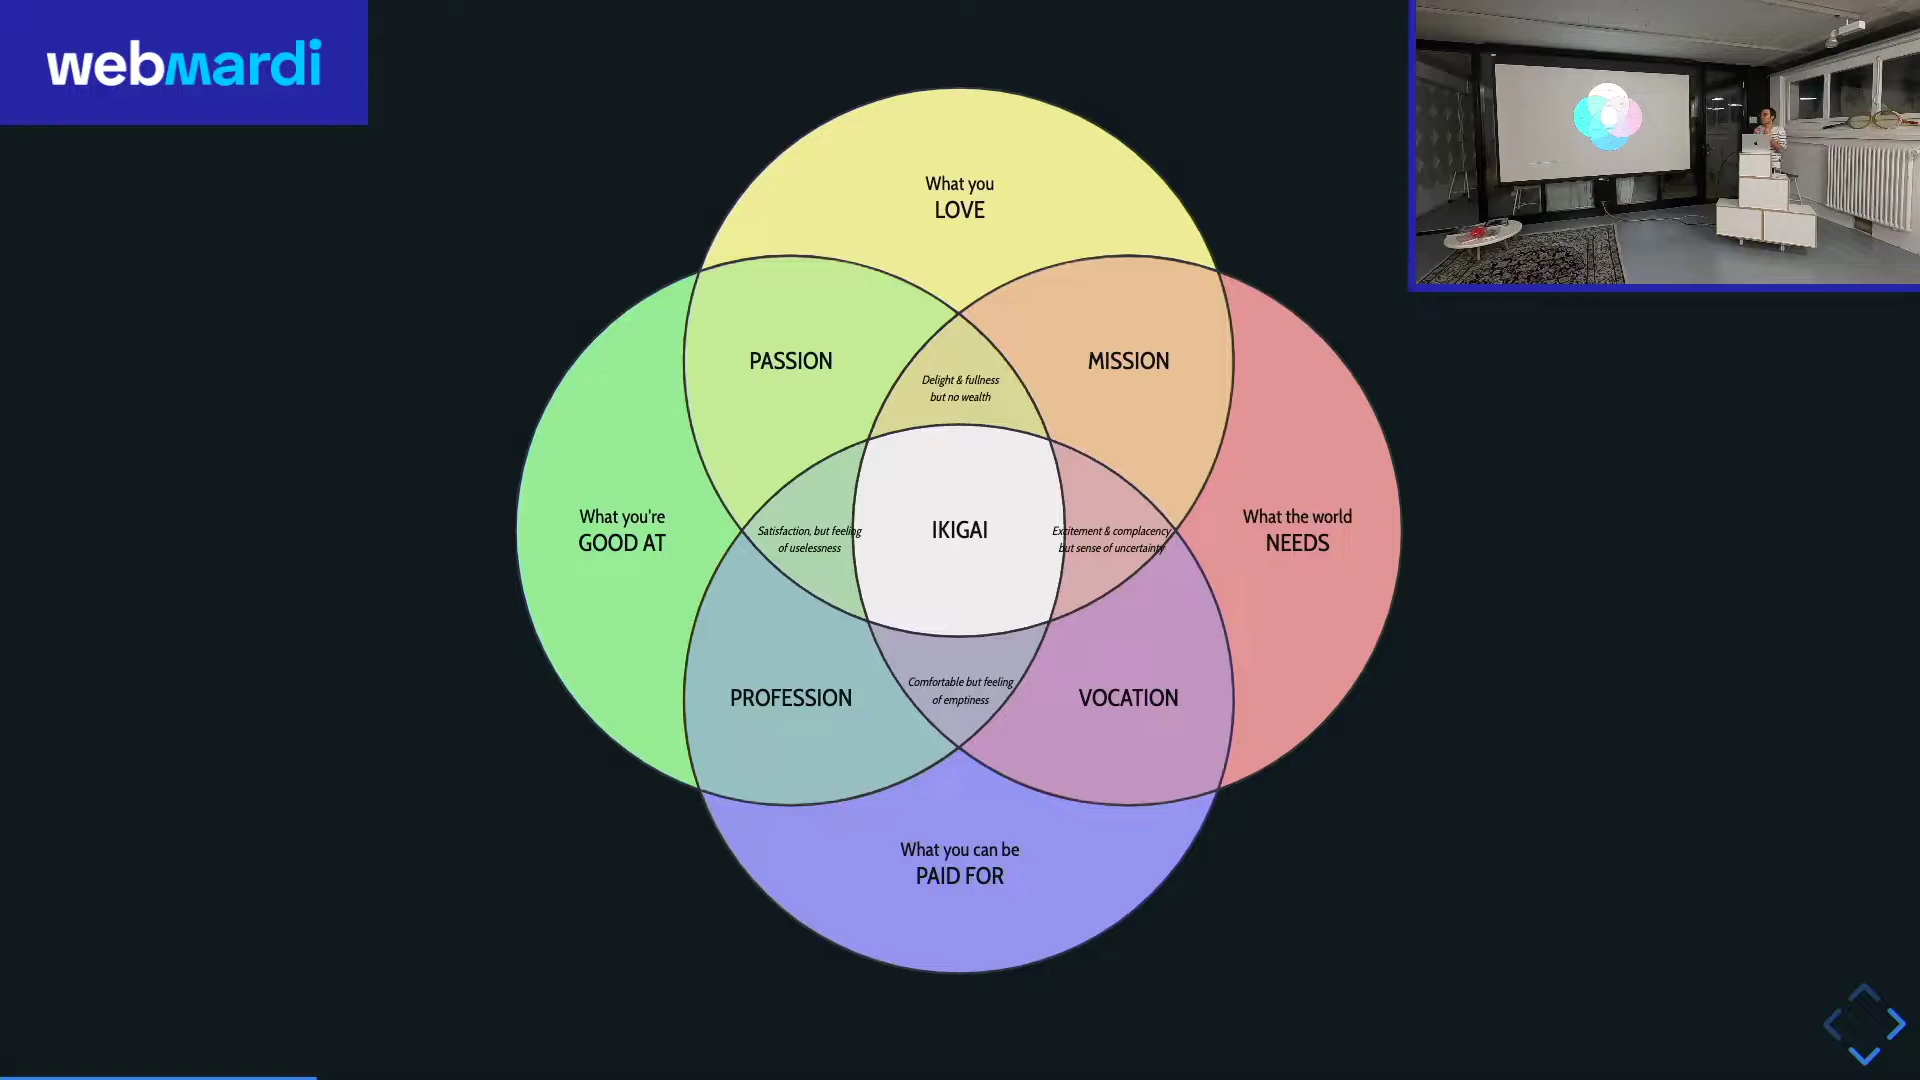 webmardi
What you
LOVE
PASSION
MISSION
Delight & fullness
but no wealth
What you're
GOOD AT
Satisfaction, but feeling
of uselessness
IKIGAI
Excitement & complacency
but sense of uncertainty
What the world
NEEDS
PROFESSION
Comfortable but feeling
of emptiness
VOCATION
What you can be
PAID FOR